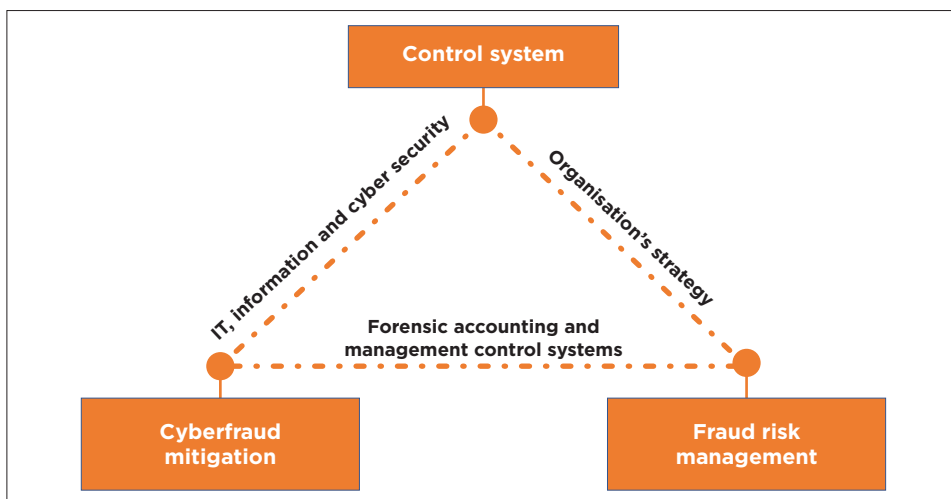 Control system
IT, information and cyber security
Organisation’s strategy
Forensic accounting and
management control systems
Cyberfraud
mitigation
Fraud risk
management